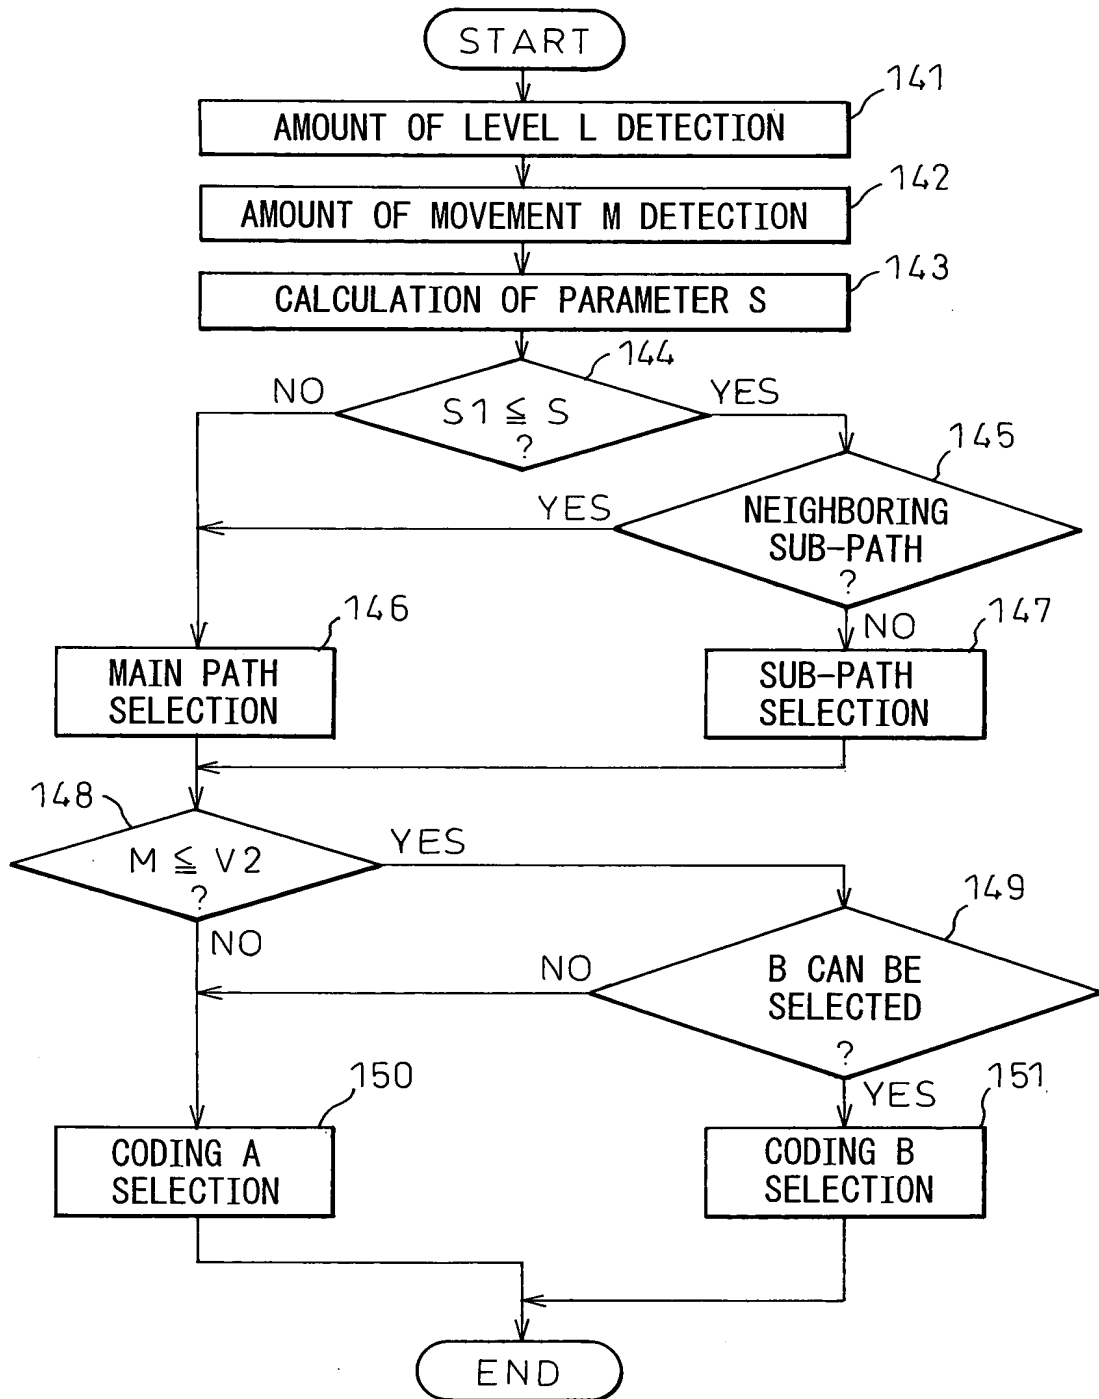 START
141
AMOUNT OF LEVEL L DETECTION
142
AMOUNT OF MOVEMENT M DETECTION
143
CALCULATION OF PARAMETER S
144
NO
S1 ≦ S
?
YES
145
YES
NEIGHBORING
SUB-PATH
?
NO
146
147
MAIN PATH
SELECTION
SUB-PATH
SELECTION
148
M ≦ V2
?
YES
NO
149
NO
B CAN BE
SELECTED
?
YES
150
151
CODING A
SELECTION
CODING B
SELECTION
END